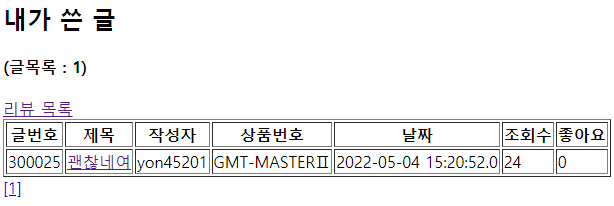 내가 쓴 글
(글목록 : 1)
리뷰 목록
글번호 제목 작성자 상품번호 날짜 조회수 좋아요
300025 괜찮네여 yon45201 GMT-MASTERⅡ 2022-05-04 15:20:52.0 24 0
[1]